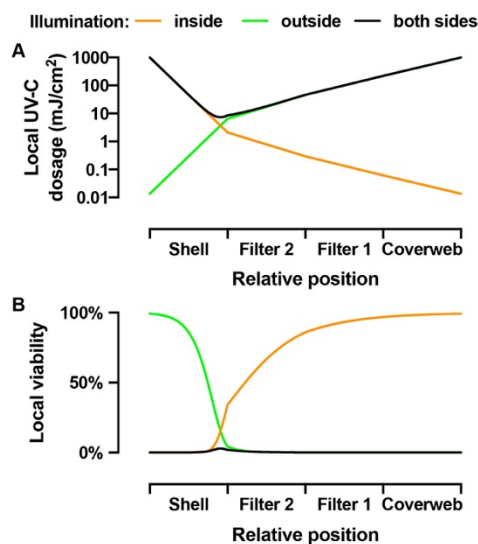 Illumination: inside outside both sides
A
Local UV-C
dosage (mJ/cm²)
1000
100
10
1
0.1
0.01
Shell Filter 2 Filter 1 Coverweb
Relative position
B
Local viability
100%
50%
0%
Shell Filter 2 Filter 1 Coverweb
Relative position